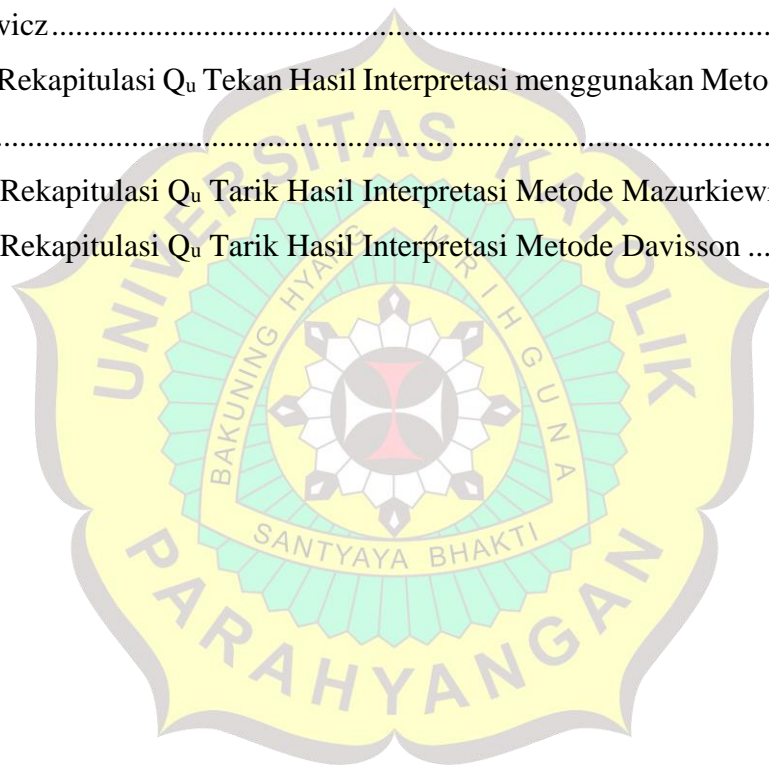 wicz....................................................................................................
Rekapitulasi Qu Tekan Hasil Interpretasi menggunakan Meto
....................................................................................................
Rekapitulasi Qu Tarik Hasil Interpretasi Metode Mazurkiew
Rekapitulasi Qu Tarik Hasil Interpretasi Metode Davisson ...
UNIVERSITAS KATOLIK
BAKUNING HYANG MRIHGUNA
SANTYAYA BHAKTI
PARAHYANGAN